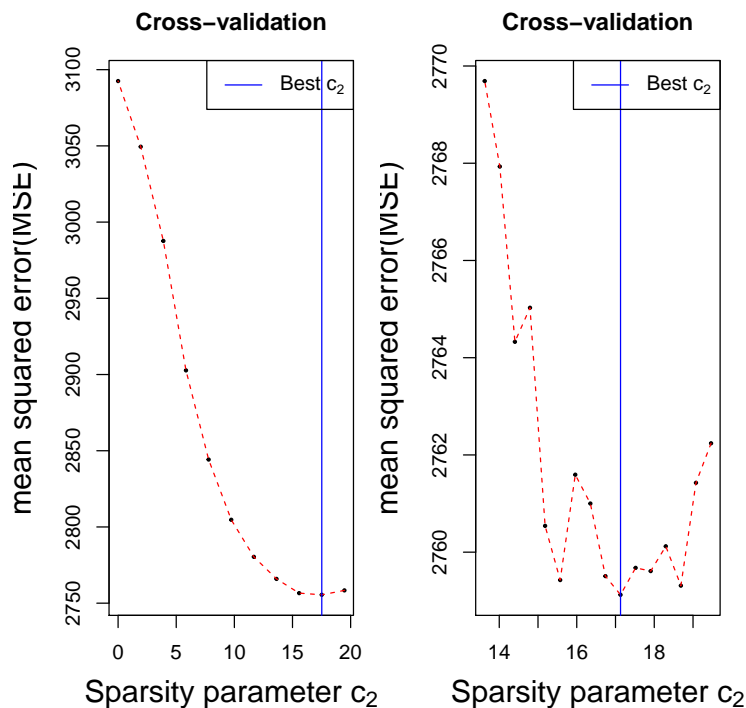 Cross−validation
Best c2
3100
3050
3000
2950
2900
2850
2800
2750
mean squared error(MSE)
0 5 10 15 20
Sparsity parameter c2
Cross−validation
Best c2
2770
2768
2766
2764
2762
2760
mean squared error(MSE)
14 16 18
Sparsity parameter c2